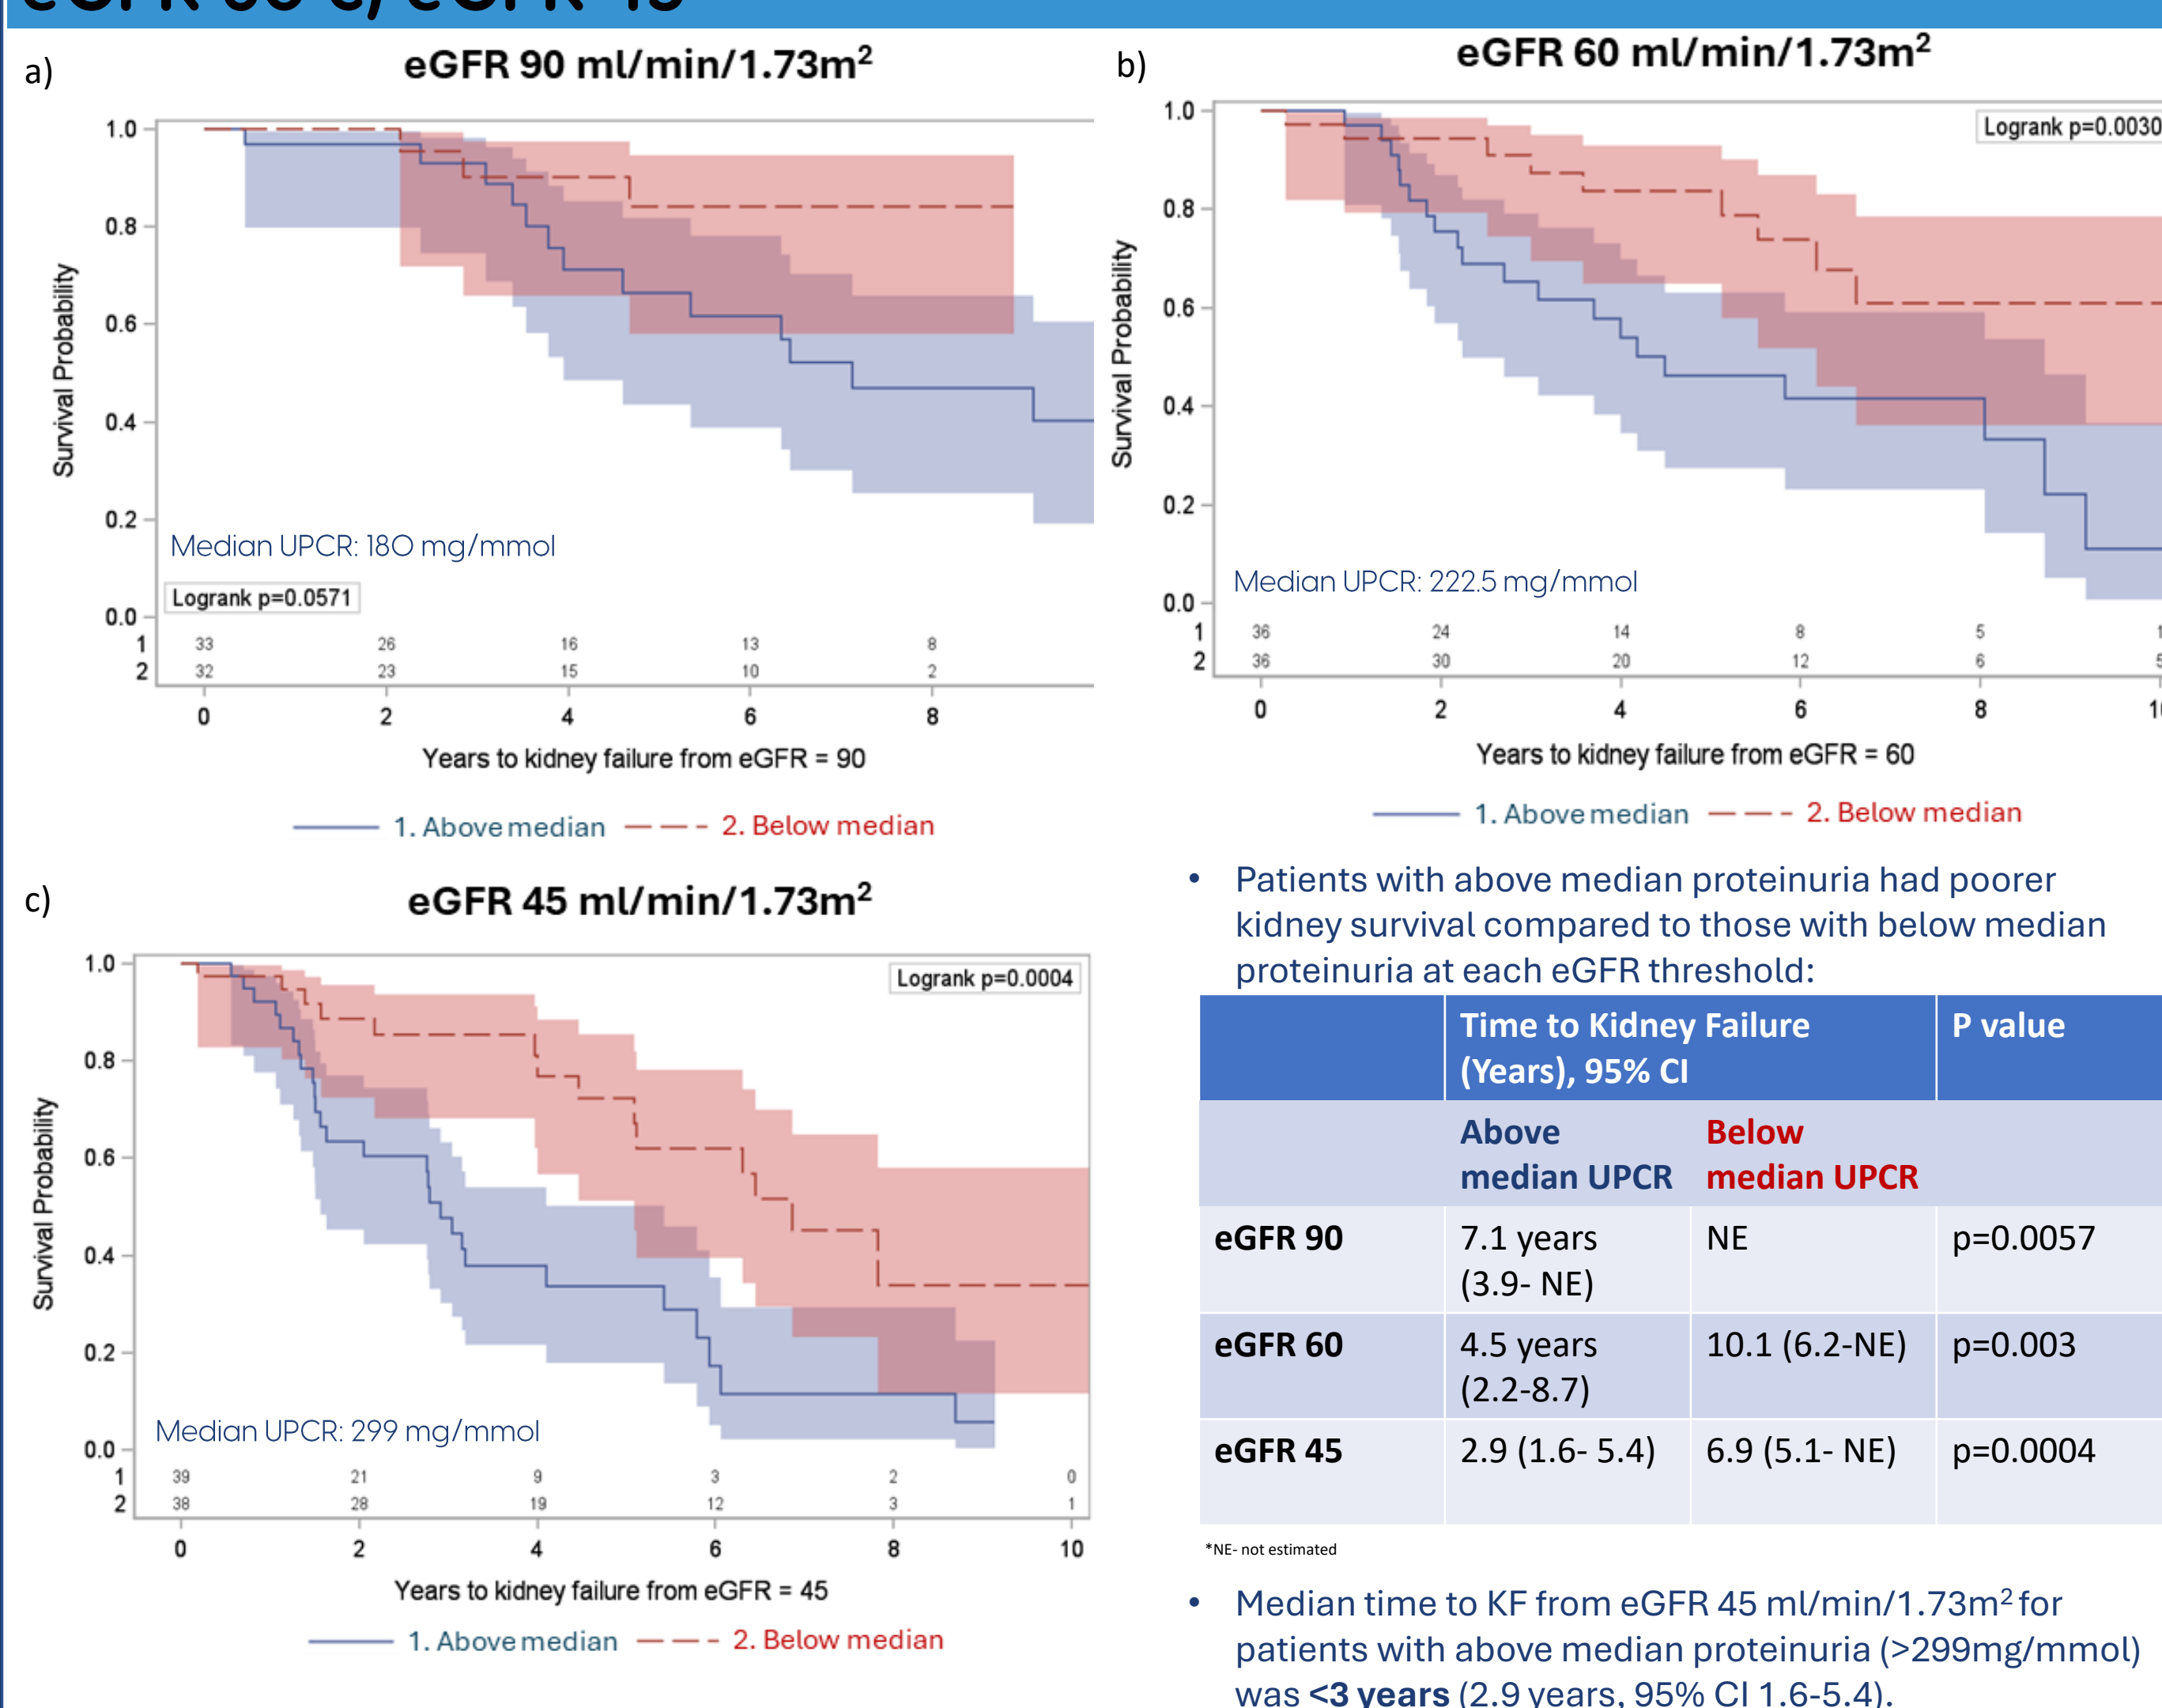 a)
eGFR 90 ml/min/1.73m²
Survival Probability
1.0
0.8
0.6
0.4
0.2
0.0
Median UPCR: 180 mg/mmol
Logrank p=0.0571
1 33 26 16 13 8
2 32 23 15 10 2
0 2 4 6 8
Years to kidney failure from eGFR = 90
1. Above median 2. Below median
b)
eGFR 60 ml/min/1.73m²
Survival Probability
1.0
0.8
0.6
0.4
0.2
0.0
Logrank p=0.0030
Median UPCR: 222.5 mg/mmol
1 36 24 14 8 5 1
2 36 30 20 12 6 5
0 2 4 6 8
Years to kidney failure from eGFR = 60
1. Above median 2. Below median
c)
eGFR 45 ml/min/1.73m²
Survival Probability
1.0
0.8
0.6
0.4
0.2
0.0
Logrank p=0.0004
Median UPCR: 299 mg/mmol
1 39 21 9 3 2 0
2 38 28 19 12 3 1
0 2 4 6 8 10
Years to kidney failure from eGFR = 45
1. Above median 2. Below median
• Patients with above median proteinuria had poorer
kidney survival compared to those with below median
proteinuria at each eGFR threshold:
Time to Kidney Failure P value
(Years), 95% CI
Above Below
median UPCR median UPCR
eGFR 90 7.1 years NE p=0.0057
(3.9- NE)
eGFR 60 4.5 years 10.1 (6.2-NE) p=0.003
(2.2-8.7)
eGFR 45 2.9 (1.6- 5.4) 6.9 (5.1- NE) p=0.0004
*NE- not estimated
• Median time to KF from eGFR 45 ml/min/1.73m² for
patients with above median proteinuria (>299mg/mmol)
was <3 years (2.9 years, 95% CI 1.6-5.4).